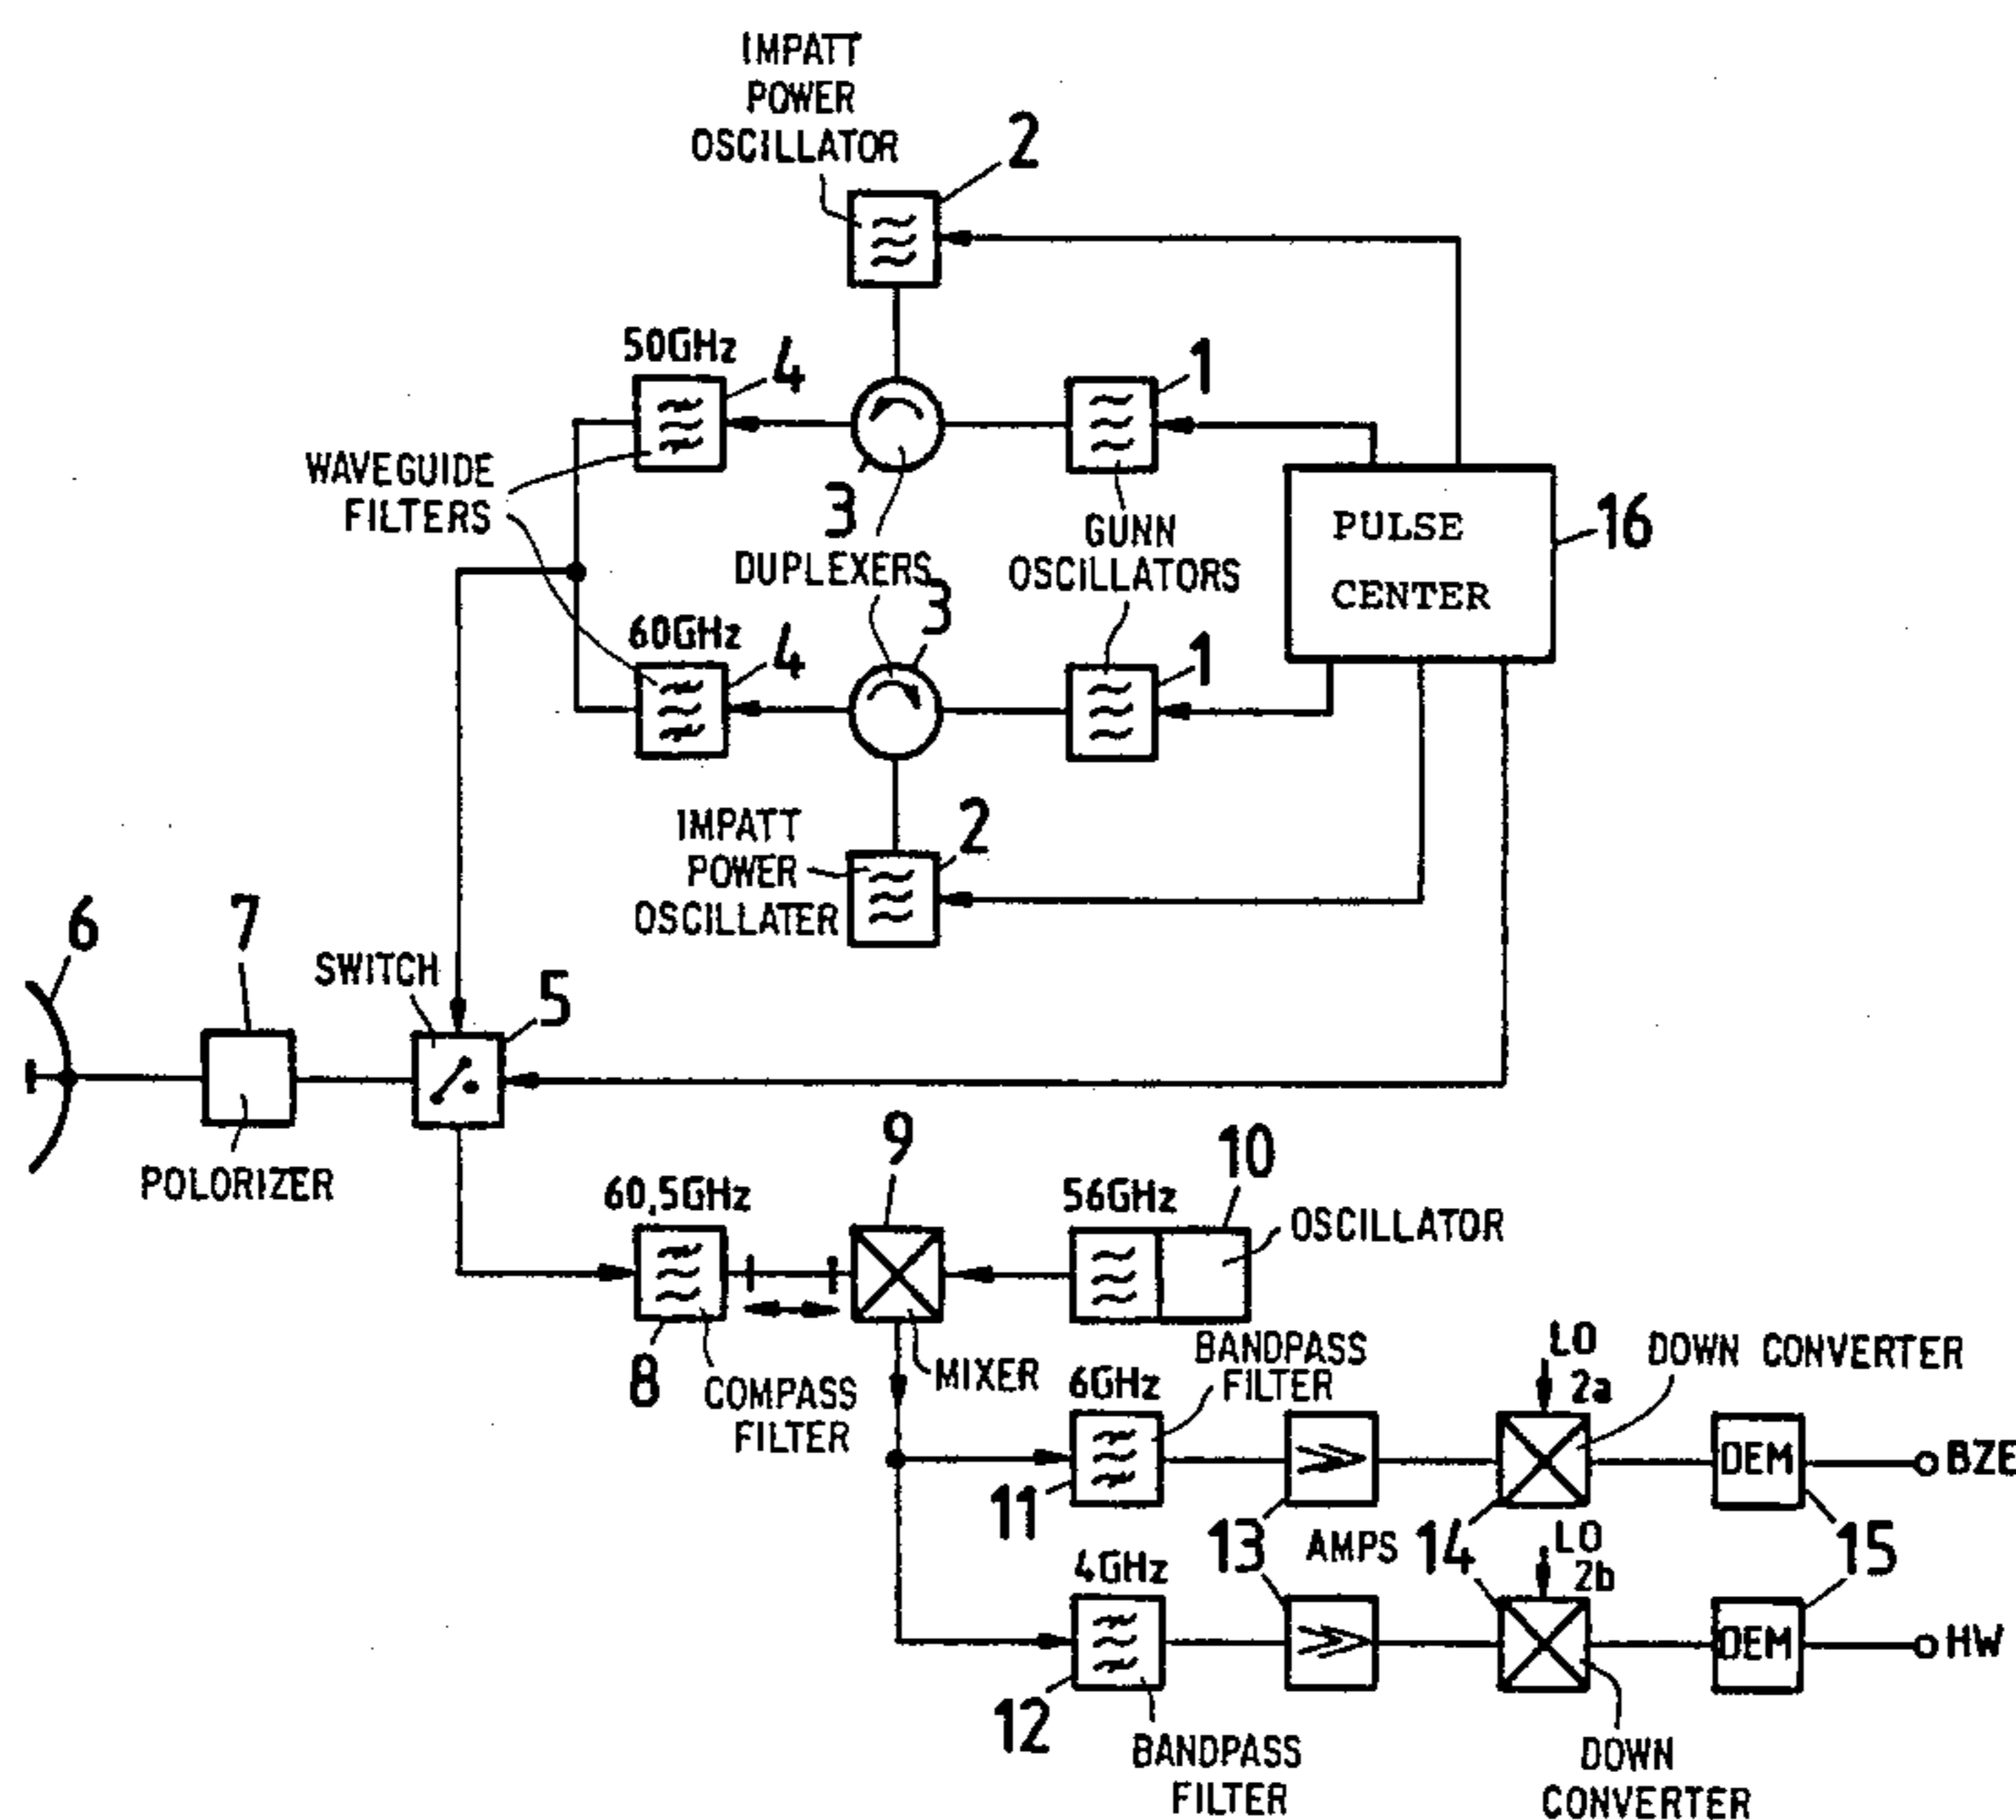 IMPATT
POWER
OSCILLATOR
2
50GHz
4
1
WAVEGUIDE
FILTERS
3
DUPLEXERS
GUNN
OSCILLATORS
PULSE
CENTER
16
60GHz
4
3
1
IMPATT
POWER
OSCILLATER
2
6
7
SWITCH
5
POLORIZER
60,5GHz
9
56GHz
10
OSCILLATOR
8
COMPASS
FILTER
MIXER
6GHz
BANDPASS
FILTER
LO
2a
DOWN CONVERTER
11
DEM
BZE
13
AMPS
14
LO
2b
15
4GHz
12
DEM
HW
BANDPASS
FILTER
DOWN
CONVERTER